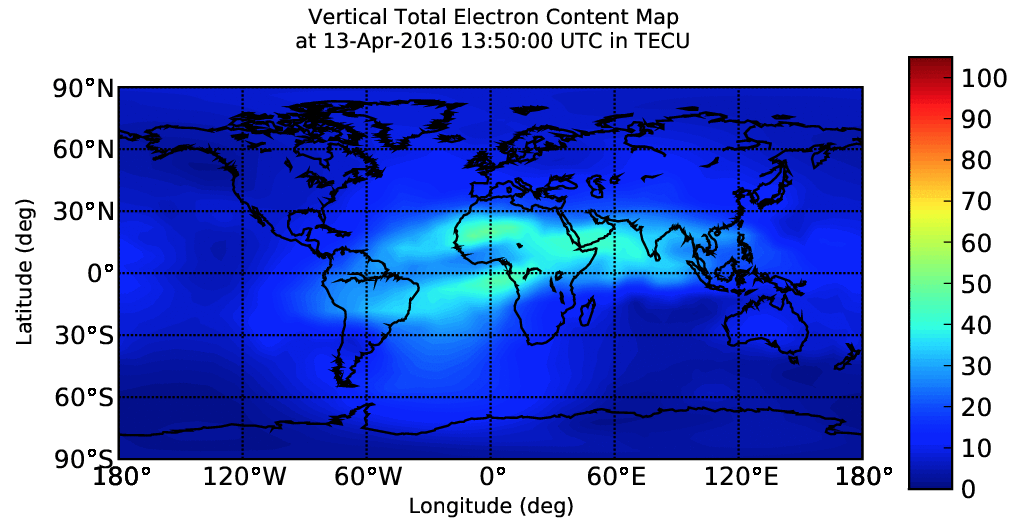 Vertical Total Electron Content Map
at 13-Apr-2016 13:50:00 UTC in TECU
90°N
60°N
30°N
0°
30°S
60°S
90°S
180°
120°W
60°W
0°
60°E
120°E
180°
Latitude (deg)
Longitude (deg)
100
90
80
70
60
50
40
30
20
10
0